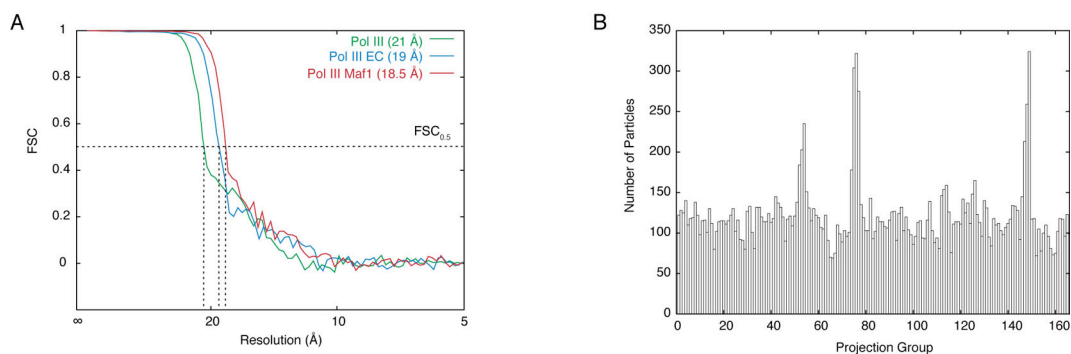 A
1
0.8
0.6
0.4
0.2
0
FSC
Pol III (21 Å)
Pol III EC (19 Å)
Pol III Maf1 (18.5 Å)
FSC0.5
∞
20
10
5
Resolution (Å)
B
350
300
250
200
150
100
50
0
Number of Particles
0
20
40
60
80
100
120
140
160
Projection Group